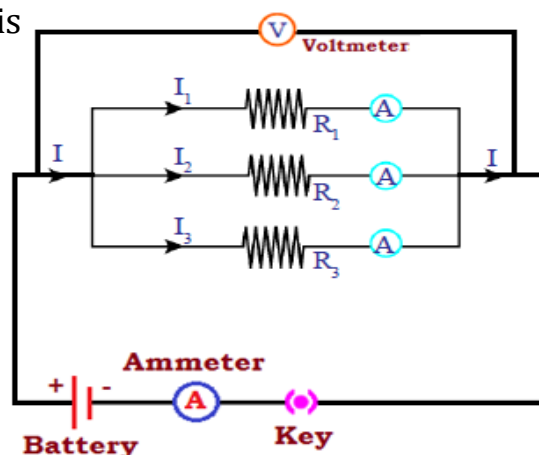 is
V
Voltmeter
I₁
R₁ A
I I₂ I
R₂ A
I₃
R₃ A
Ammeter
+ - A
Battery Key